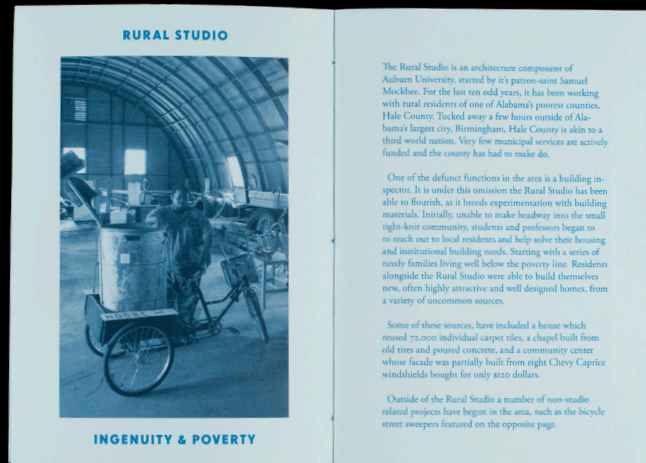 RURAL STUDIO
MOORE
INGENUITY & POVERTY
The Rural Studio is an architecture component of
Auburn University, started by it's patron-saint Samuel
Mockbee. For the last ten odd years, it has been working
with rural residents of one of Alabama's poorest counties,
Hale County. Tucked away a few hours outside of Ala-
bama's largest city, Birmingham, Hale County is akin to a
third world nation. Very few municipal services are actively
funded and the county has had to make do.
One of the defunct functions in the area is a building in-
spector. It is under this omission the Rural Studio has been
able to flourish, as it breeds experimentation with building
materials. Initially, unable to make headway into the small
tight-knit community, students and professors began to
to reach out to local residents and help solve their housing
and institutional building needs. Starting with a series of
needy families living well below the poverty line. Residents
alongside the Rural Studio were able to build themselves
new, often highly attractive and well designed homes, from
a variety of uncommon sources.
Some of these sources, have included a house which
reused 72,000 individual carpet tiles, a chapel built from
old tires and poured concrete, and a community center
whose facade was partially built from eight Chevy Caprice
windshields bought for only $120 dollars.
Outside of the Rural Studio a number of non-studio
related projects have begun in the area, such as the bicycle
street sweepers featured on the opposite page.